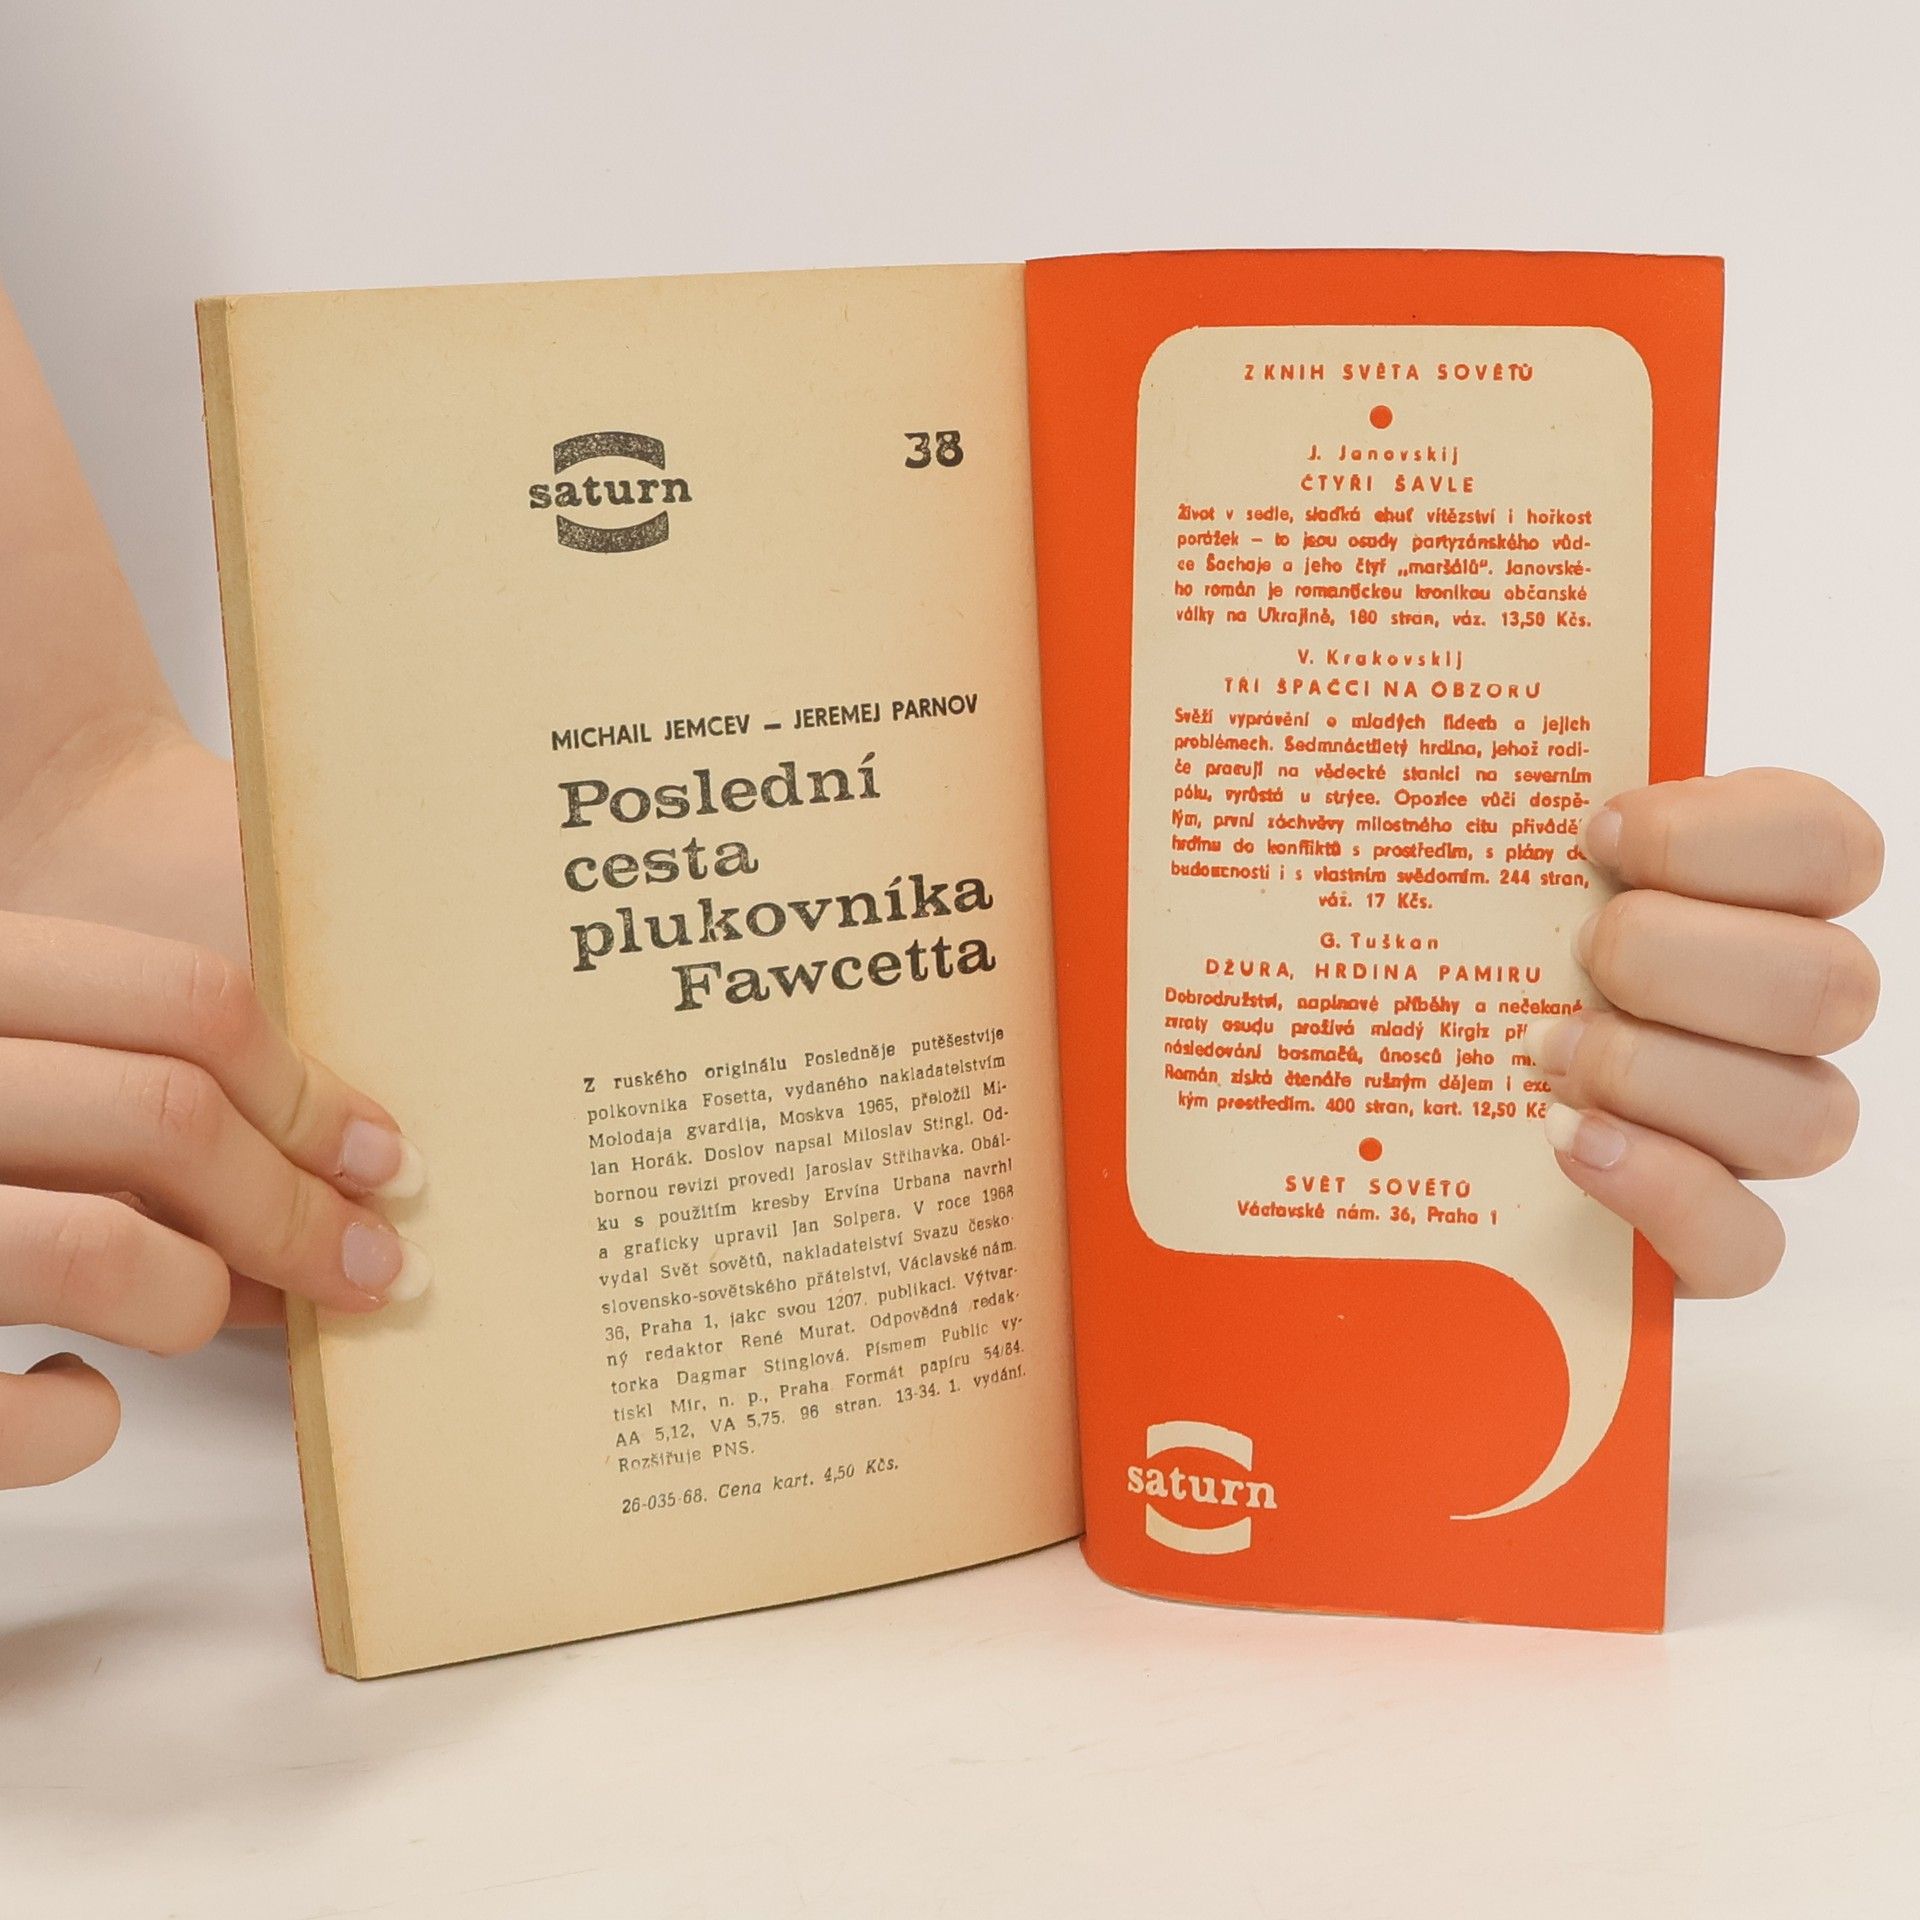 saturn
38
MICHAIL JEMCEV – JEREMEJ PARNOV
Poslední
cesta
plukovníka
Fawcetta
Z ruského originálu Posledněje putěšestvije
polkovnika Fosetta, vydaného nakladatelstvím
Molodaja gvardija, Moskva 1965, přeložil Mi-
lan Horák. Doslov napsal Miloslav Stingl. Od-
bornou revizi provedl Jaroslav Střihavka. Obál-
ku s použitím kresby Ervína Urbana navrhl
a graficky upravil Jan Solpera. V roce 1968
vydal Svět sovětů, nakladatelství Svazu česko-
slovensko-sovětského přátelství, Václavské nám.
36, Praha 1, jako svou 1207. publikaci. Výtvar-
ný redaktor René Murat. Odpovědná redak-
torka Dagmar Stinglová. Písmem Public vy-
tiskl Mír, n. p., Praha. Formát papíru 54/84.
AA 5,12, VA 5,75. 96 stran. 13-34. 1. vydání.
Rozšiřuje PNS.
26-035-68. Cena kart. 4,50 Kčs.
Z KNIH SVĚTA SOVĚTŮ
J. Janovskij
ČTYŘI ŠAVLE
Život v sedle, sladká chuť vítězství i hořkost
porážek – to jsou osudy partyzánského vůd-
ce Šachaje a jeho čtyř „maršálů". Janovské-
ho román je romantickou kronikou občanské
války na Ukrajině, 180 stran, váz. 13,50 Kčs.
V. Krakovskij
TŘI ŠPAČCI NA OBZORU
Svěží vyprávění o mladých lidech a jejich
problémech. Sedmnáctiletý hrdina, jehož rodi-
če pracují na vědecké stanici na severním
pólu, vyrůstá u strýce. Opozice vůči dospě-
lým, první záchvěvy milostného citu přivádě
hrdinu do konfliktů s prostředím, s plány do
budoucnosti i s vlastním svědomím. 244 stran,
váz. 17 Kčs.
G. Tuškan
DŽURA, HRDINA PAMIRU
Dobrodružství, napínavé příběhy a nečekané
zvraty osudu prožívá mladý Kirgiz
následování basmačů, únosců jeho
Román získá čtenáře rušným dějem i
kým prostředím. 400 stran, kart. 12,50 Kč
SVĚT SOVĚTŮ
Václavské nám. 36, Praha 1
saturn